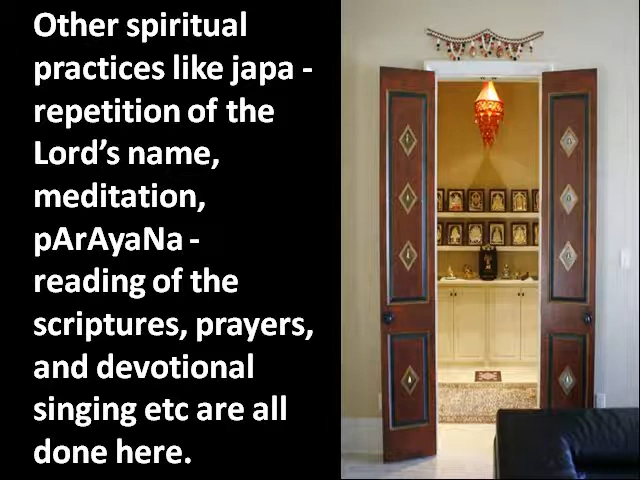 Other spiritual
practices like japa -
repetition of the
Lord's name,
meditation,
pArAyaNa -
reading of the
scriptures, prayers,
and devotional
singing etc are all
done here.